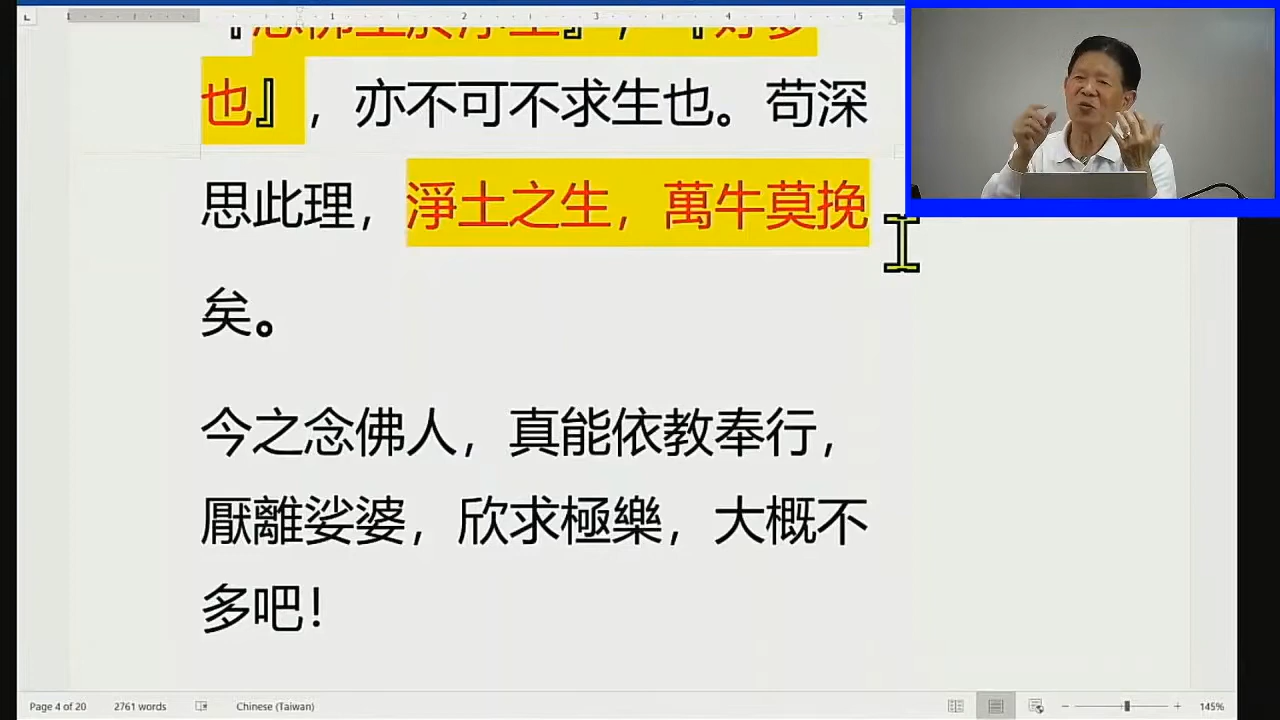 也』，亦不可不求生也。苟深
思此理，淨土之生，萬牛莫挽
矣。
今之念佛人，真能依教奉行，
厭離娑婆，欣求極樂，大概不
多吧！
Page 4 of 20 2761 words Chinese (Taiwan) 145%